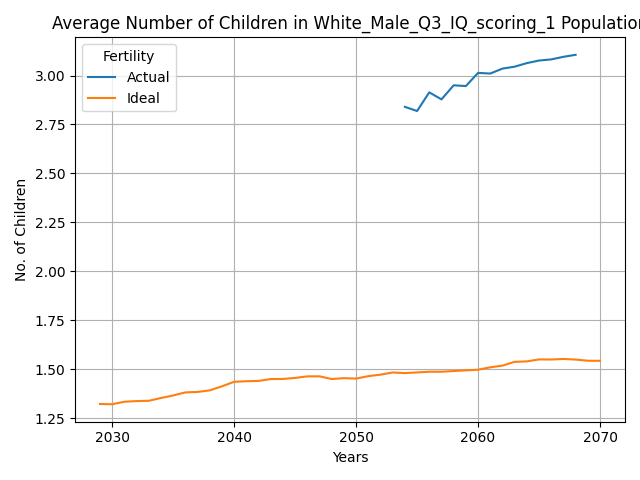 Average Number of Children in White_Male_Q3_IQ_scoring_1 Population
Fertility
Actual
Ideal
3.00
2.75
2.50
2.25
2.00
1.75
1.50
1.25
No. of Children
2030 2040 2050 2060 2070
Years